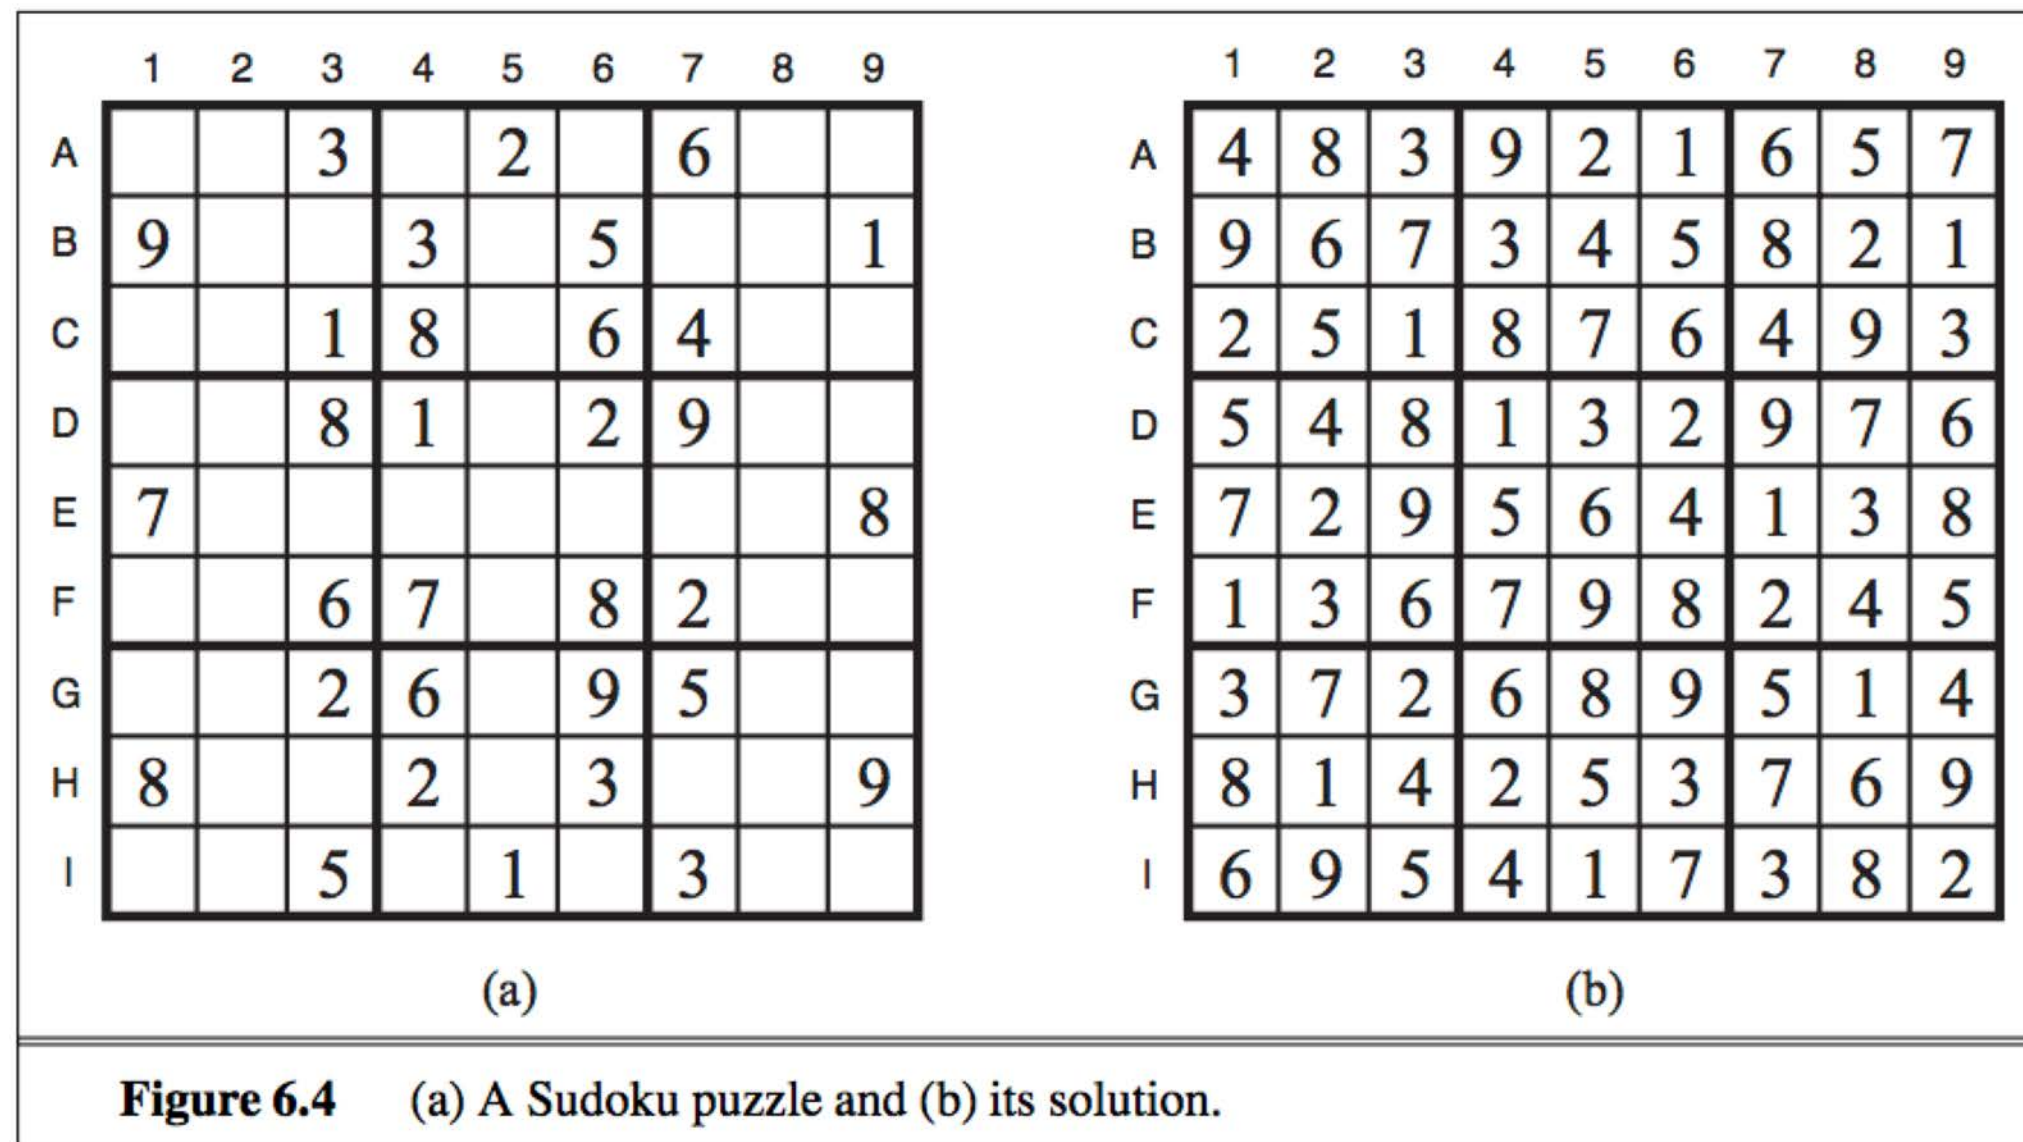 1 2 3 4 5 6 7 8 9
A 3 2 6
B 9 3 5 1
C 1 8 6 4
D 8 1 2 9
E 7 8
F 6 7 8 2
G 2 6 9 5
H 8 2 3 9
I 5 1 3
(a)
1 2 3 4 5 6 7 8 9
A 4 8 3 9 2 1 6 5 7
B 9 6 7 3 4 5 8 2 1
C 2 5 1 8 7 6 4 9 3
D 5 4 8 1 3 2 9 7 6
E 7 2 9 5 6 4 1 3 8
F 1 3 6 7 9 8 2 4 5
G 3 7 2 6 8 9 5 1 4
H 8 1 4 2 5 3 7 6 9
I 6 9 5 4 1 7 3 8 2
(b)
Figure 6.4 (a) A Sudoku puzzle and (b) its solution.